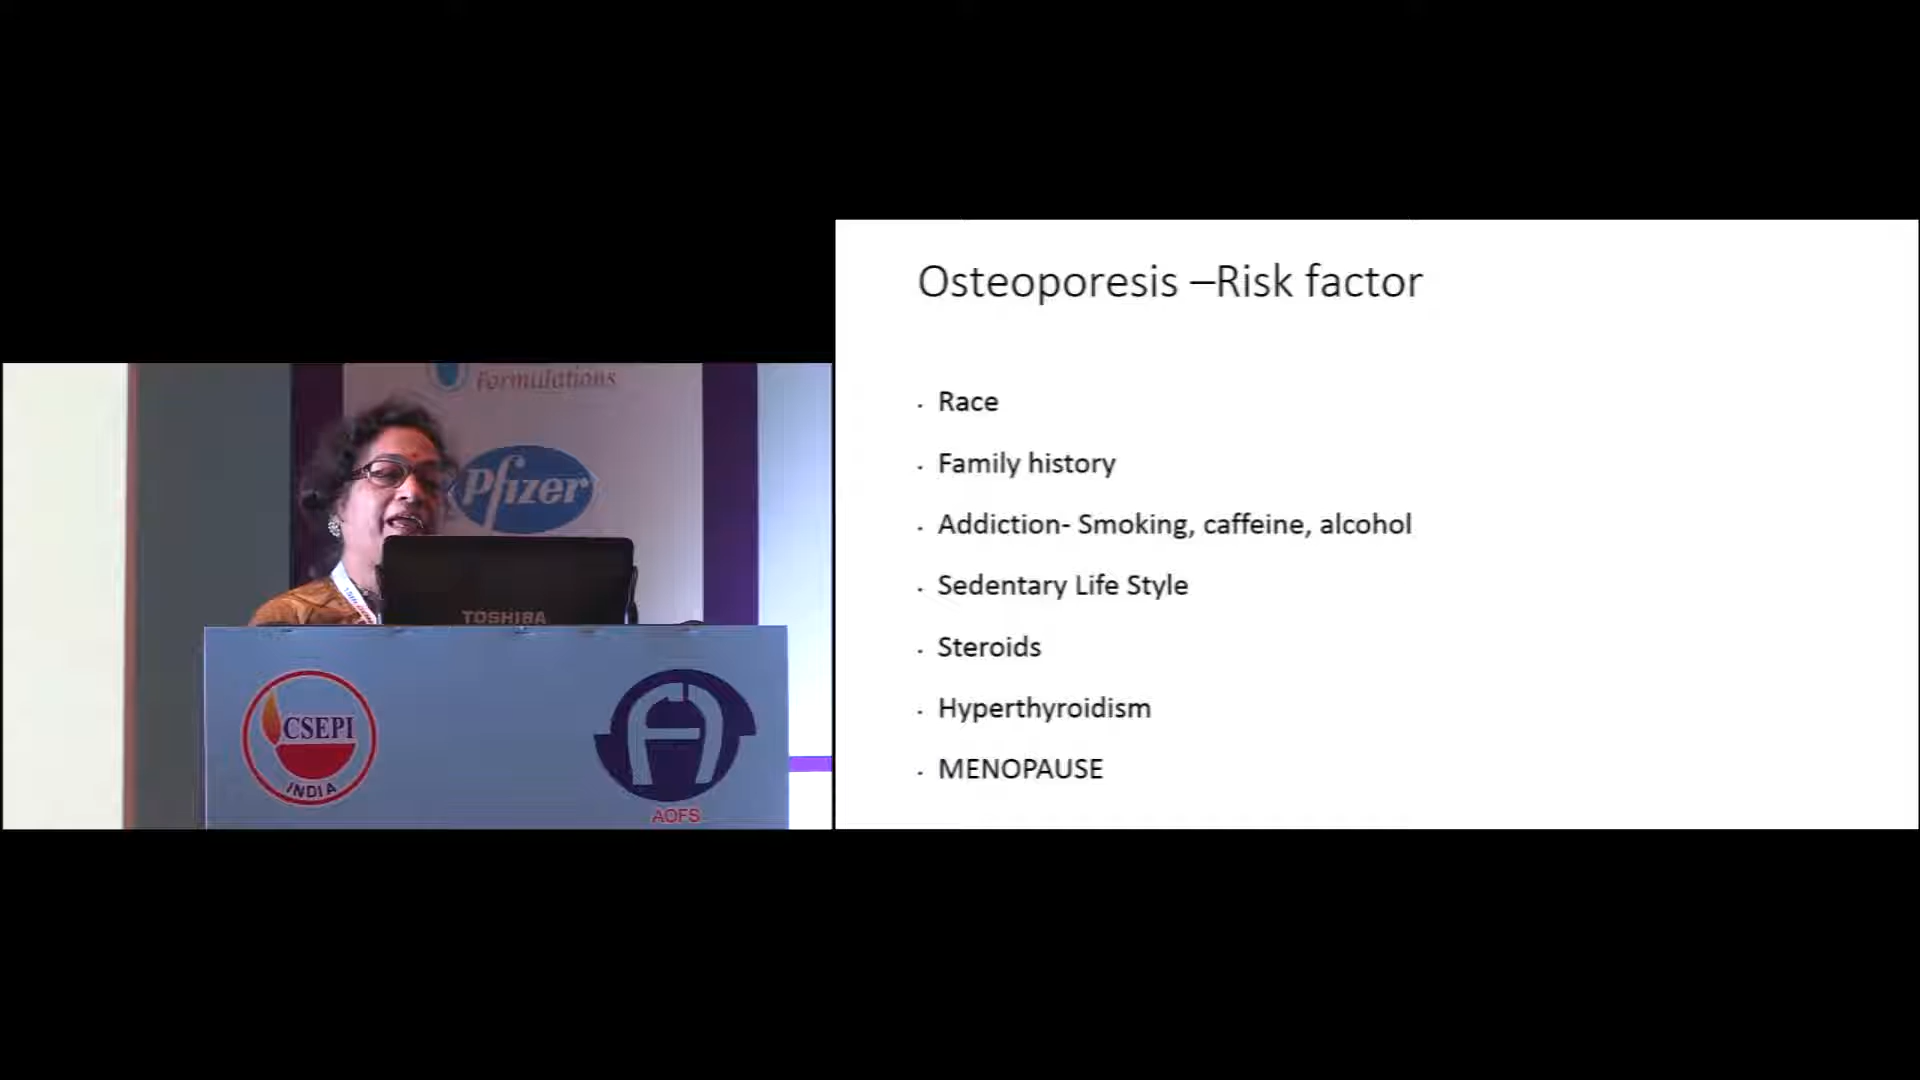 Formulations
Pfizer
TOSHIBA
CSEPI
INDIA
AOFS
Osteoporesis –Risk factor
· Race
· Family history
· Addiction- Smoking, caffeine, alcohol
· Sedentary Life Style
· Steroids
· Hyperthyroidism
· MENOPAUSE